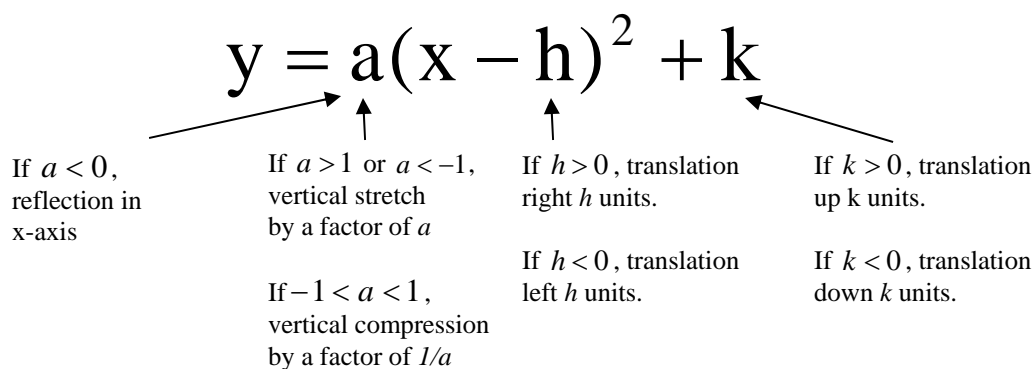 y = a(x − h)² + k
If a < 0,
reflection in
x-axis
If a > 1 or a < −1,
vertical stretch
by a factor of a
If −1 < a < 1,
vertical compression
by a factor of 1/a
If h > 0, translation
right h units.
If h < 0, translation
left h units.
If k > 0, translation
up k units.
If k < 0, translation
down k units.